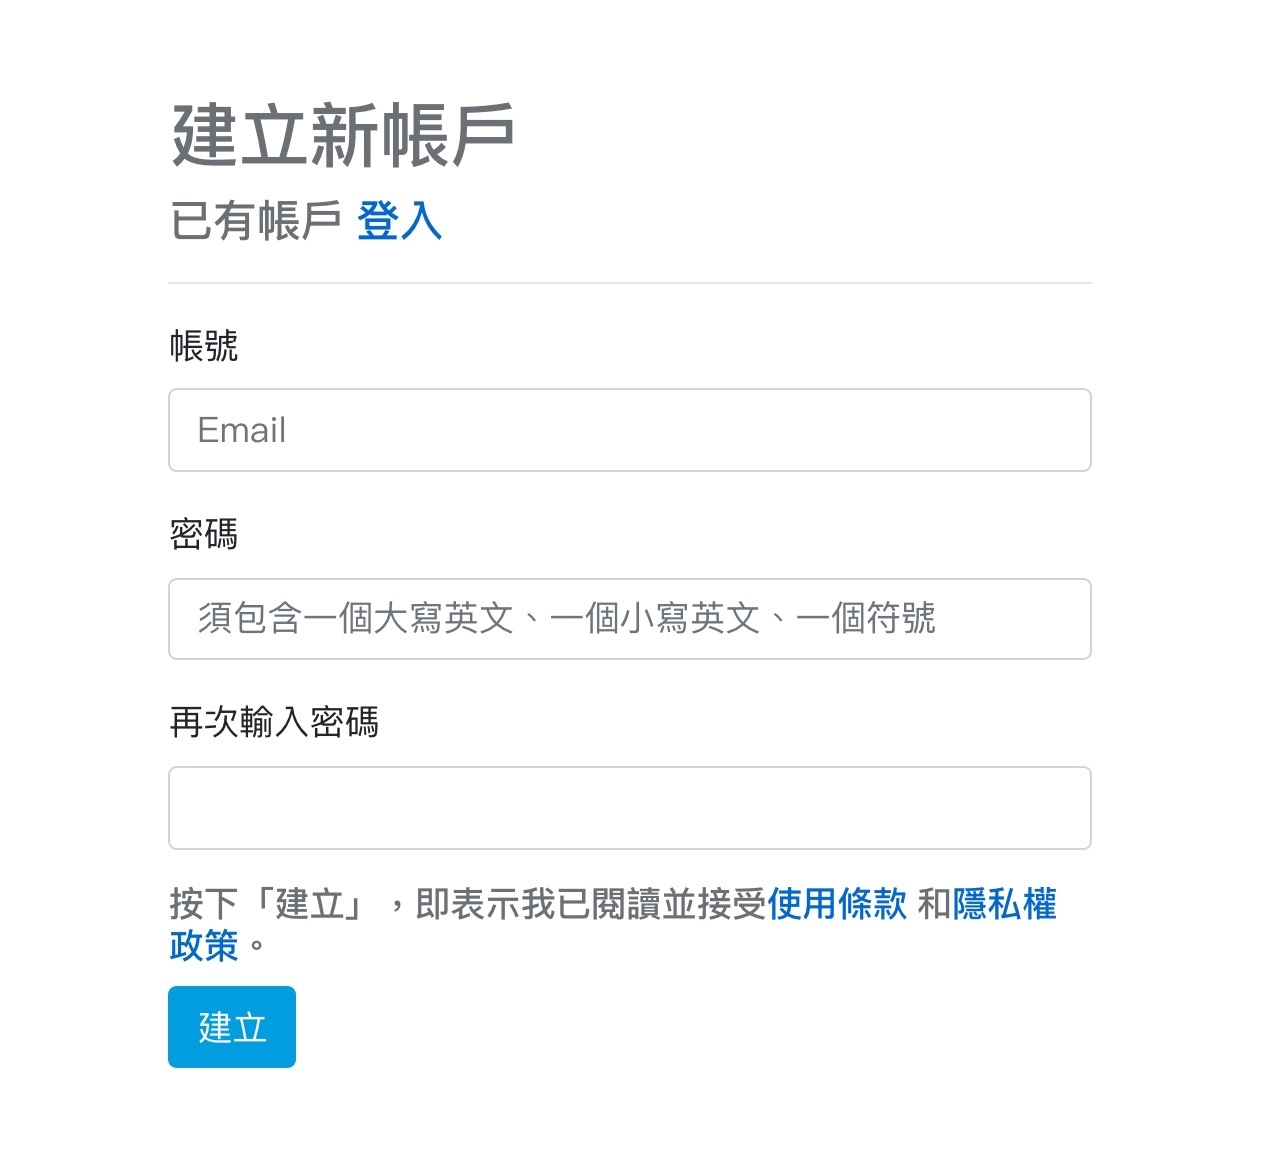 建立新帳戶
已有帳戶 登入
帳號
Email
密碼
須包含一個大寫英文、一個小寫英文、一個符號
再次輸入密碼
按下「建立」，即表示我已閱讀並接受使用條款 和隱私權
政策。
建立